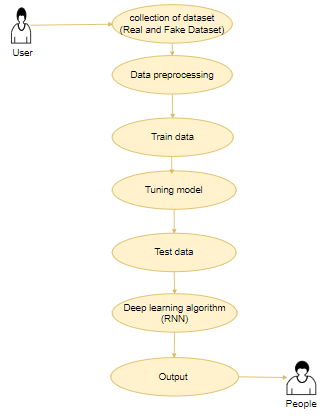 collection of dataset
(Real and Fake Dataset)
User
Data preprocessing
Train data
Tuning model
Test data
Deep learning algorithm
(RNN)
Output
People